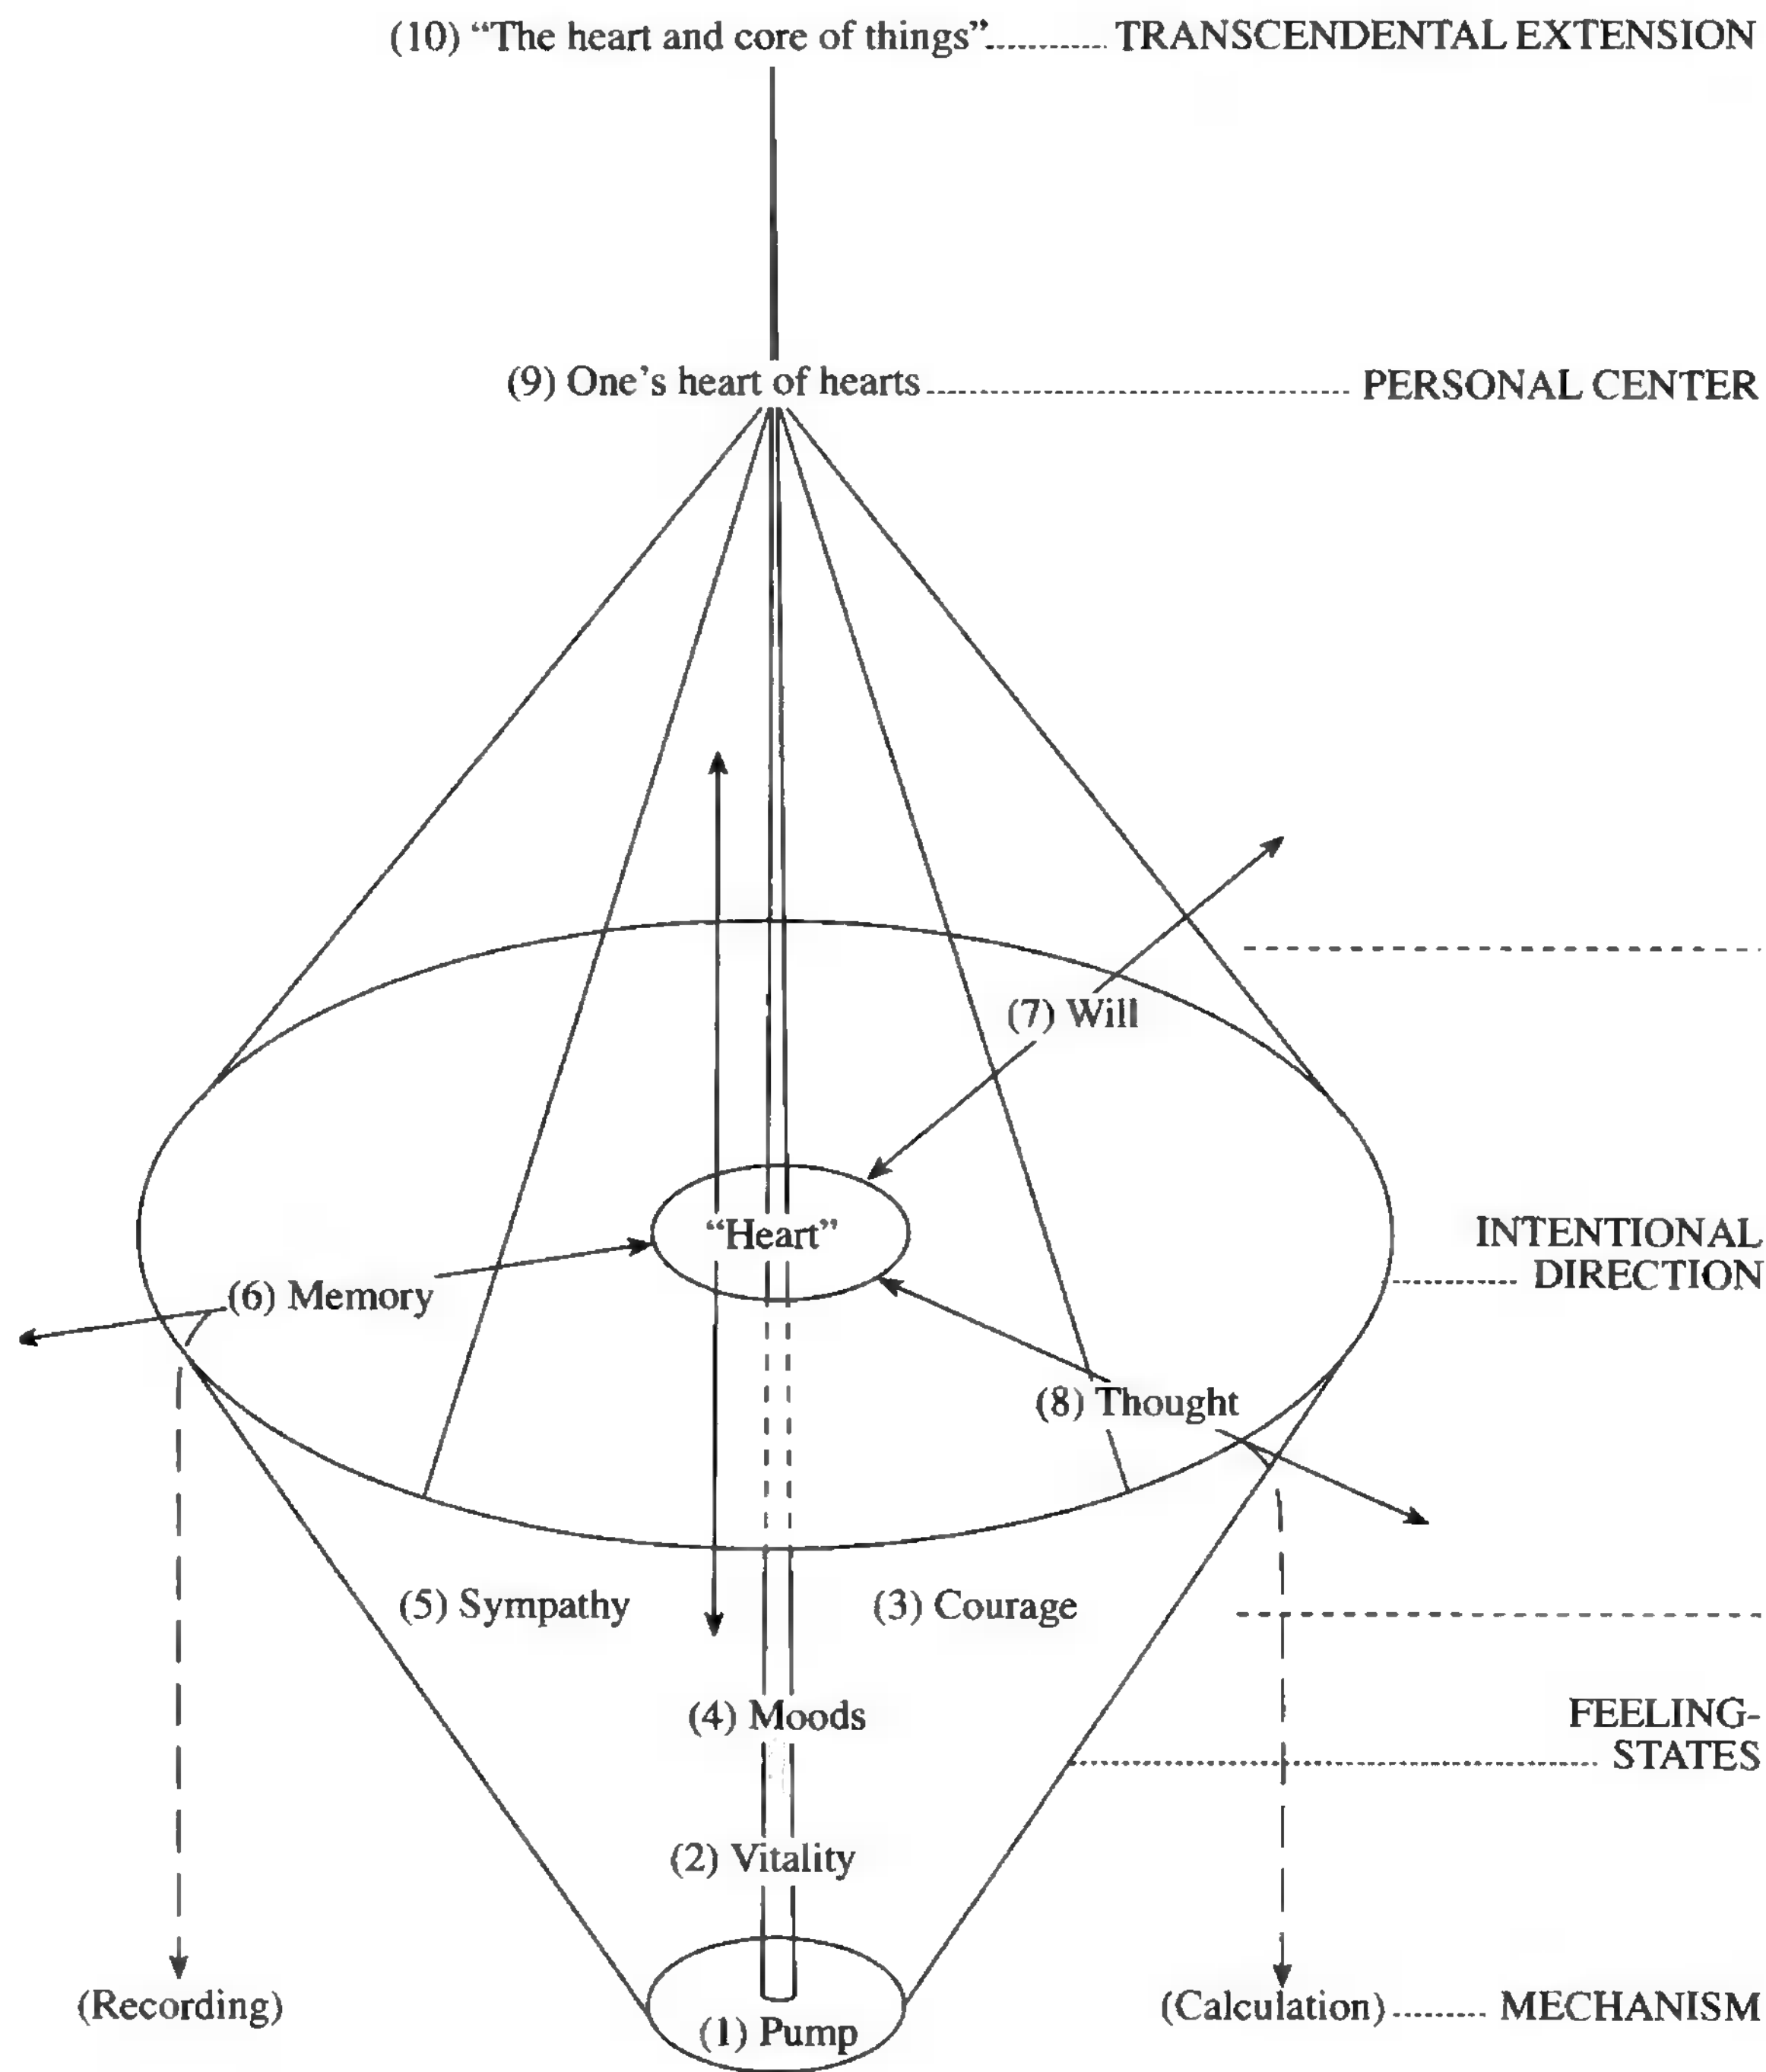 (10) “The heart and core of things”............ TRANSCENDENTAL EXTENSION
(9) One’s heart of hearts............ PERSONAL CENTER
(7) Will
“Heart”
INTENTIONAL
DIRECTION
(6) Memory
(8) Thought
(5) Sympathy
(3) Courage
(4) Moods
FEELING-
STATES
(2) Vitality
(Recording)
(Calculation)........ MECHANISM
(1) Pump